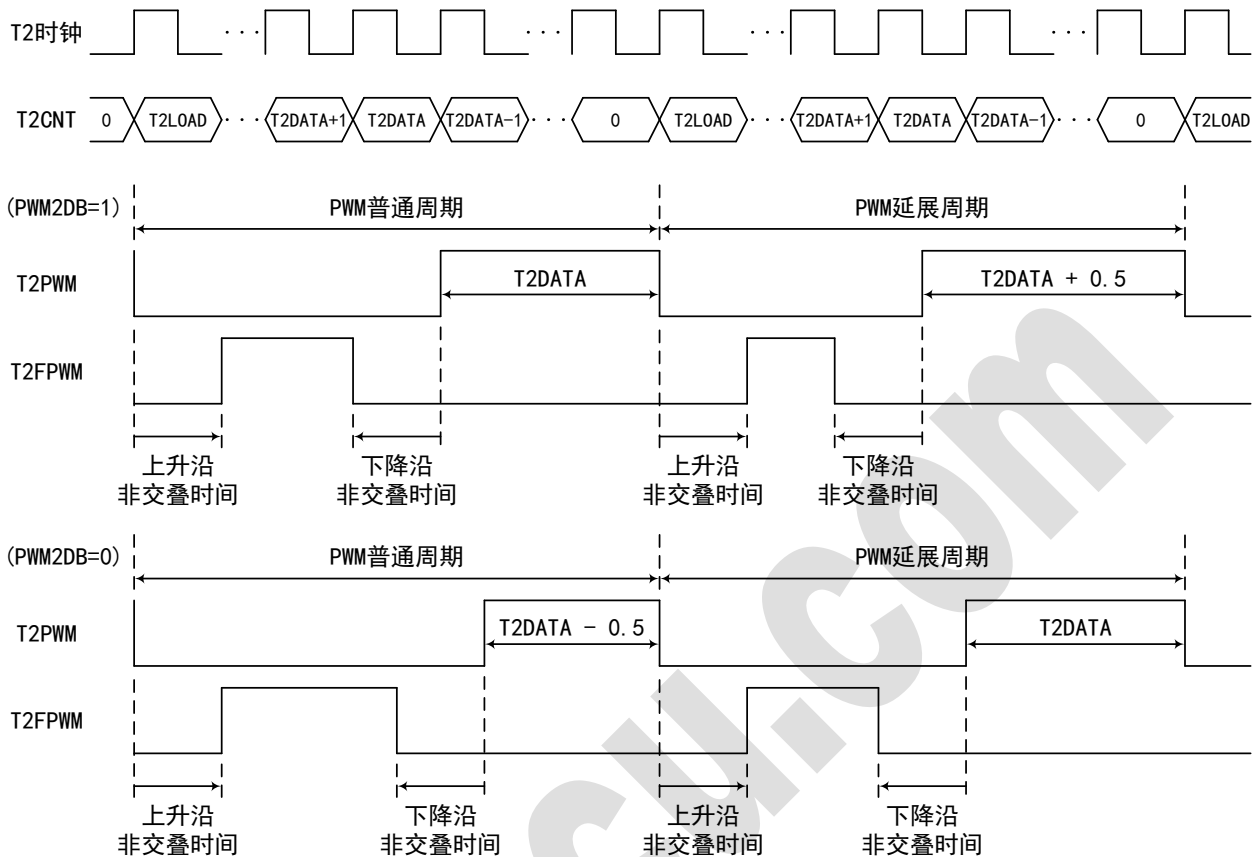 T2时钟 ··· ··· ··· ···
T2CNT 0 T2LOAD ··· T2DATA+1 T2DATA T2DATA-1 ··· 0 T2LOAD ··· T2DATA+1 T2DATA T2DATA-1 ··· 0 T2LOAD
(PWM2DB=1) PWM普通周期 PWM延展周期
T2PWM T2DATA T2DATA + 0.5
T2FPWM
上升沿 下降沿 上升沿 下降沿
非交叠时间 非交叠时间 非交叠时间 非交叠时间
(PWM2DB=0) PWM普通周期 PWM延展周期
T2PWM T2DATA - 0.5 T2DATA
T2FPWM
上升沿 下降沿 上升沿 下降沿
非交叠时间 非交叠时间 非交叠时间 非交叠时间
cu.com